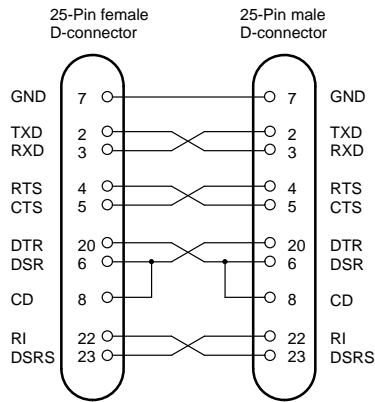 25-Pin female 25-Pin male
D-connector D-connector
GND 7 7 GND
TXD 2 2 TXD
RXD 3 3 RXD
RTS 4 4 RTS
CTS 5 5 CTS
DTR 20 20 DTR
DSR 6 6 DSR
CD 8 8 CD
RI 22 22 RI
DSRS 23 23 DSRS